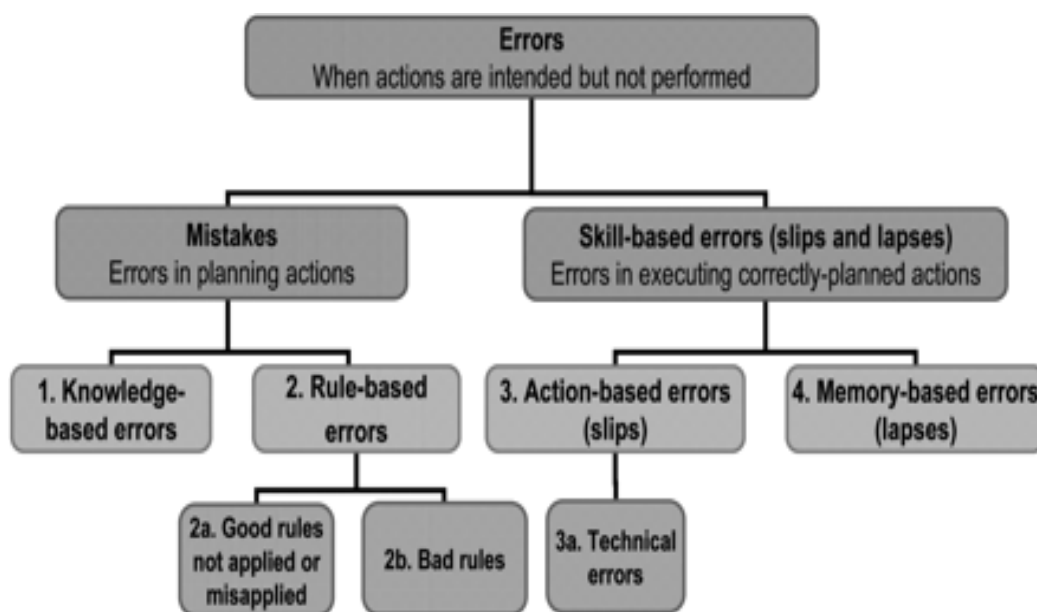 Errors
When actions are intended but not performed
Mistakes
Errors in planning actions
Skill-based errors (slips and lapses)
Errors in executing correctly-planned actions
1. Knowledge-
based errors
2. Rule-based
errors
3. Action-based errors
(slips)
4. Memory-based errors
(lapses)
2a. Good rules
not applied or
misapplied
2b. Bad rules
3a. Technical
errors